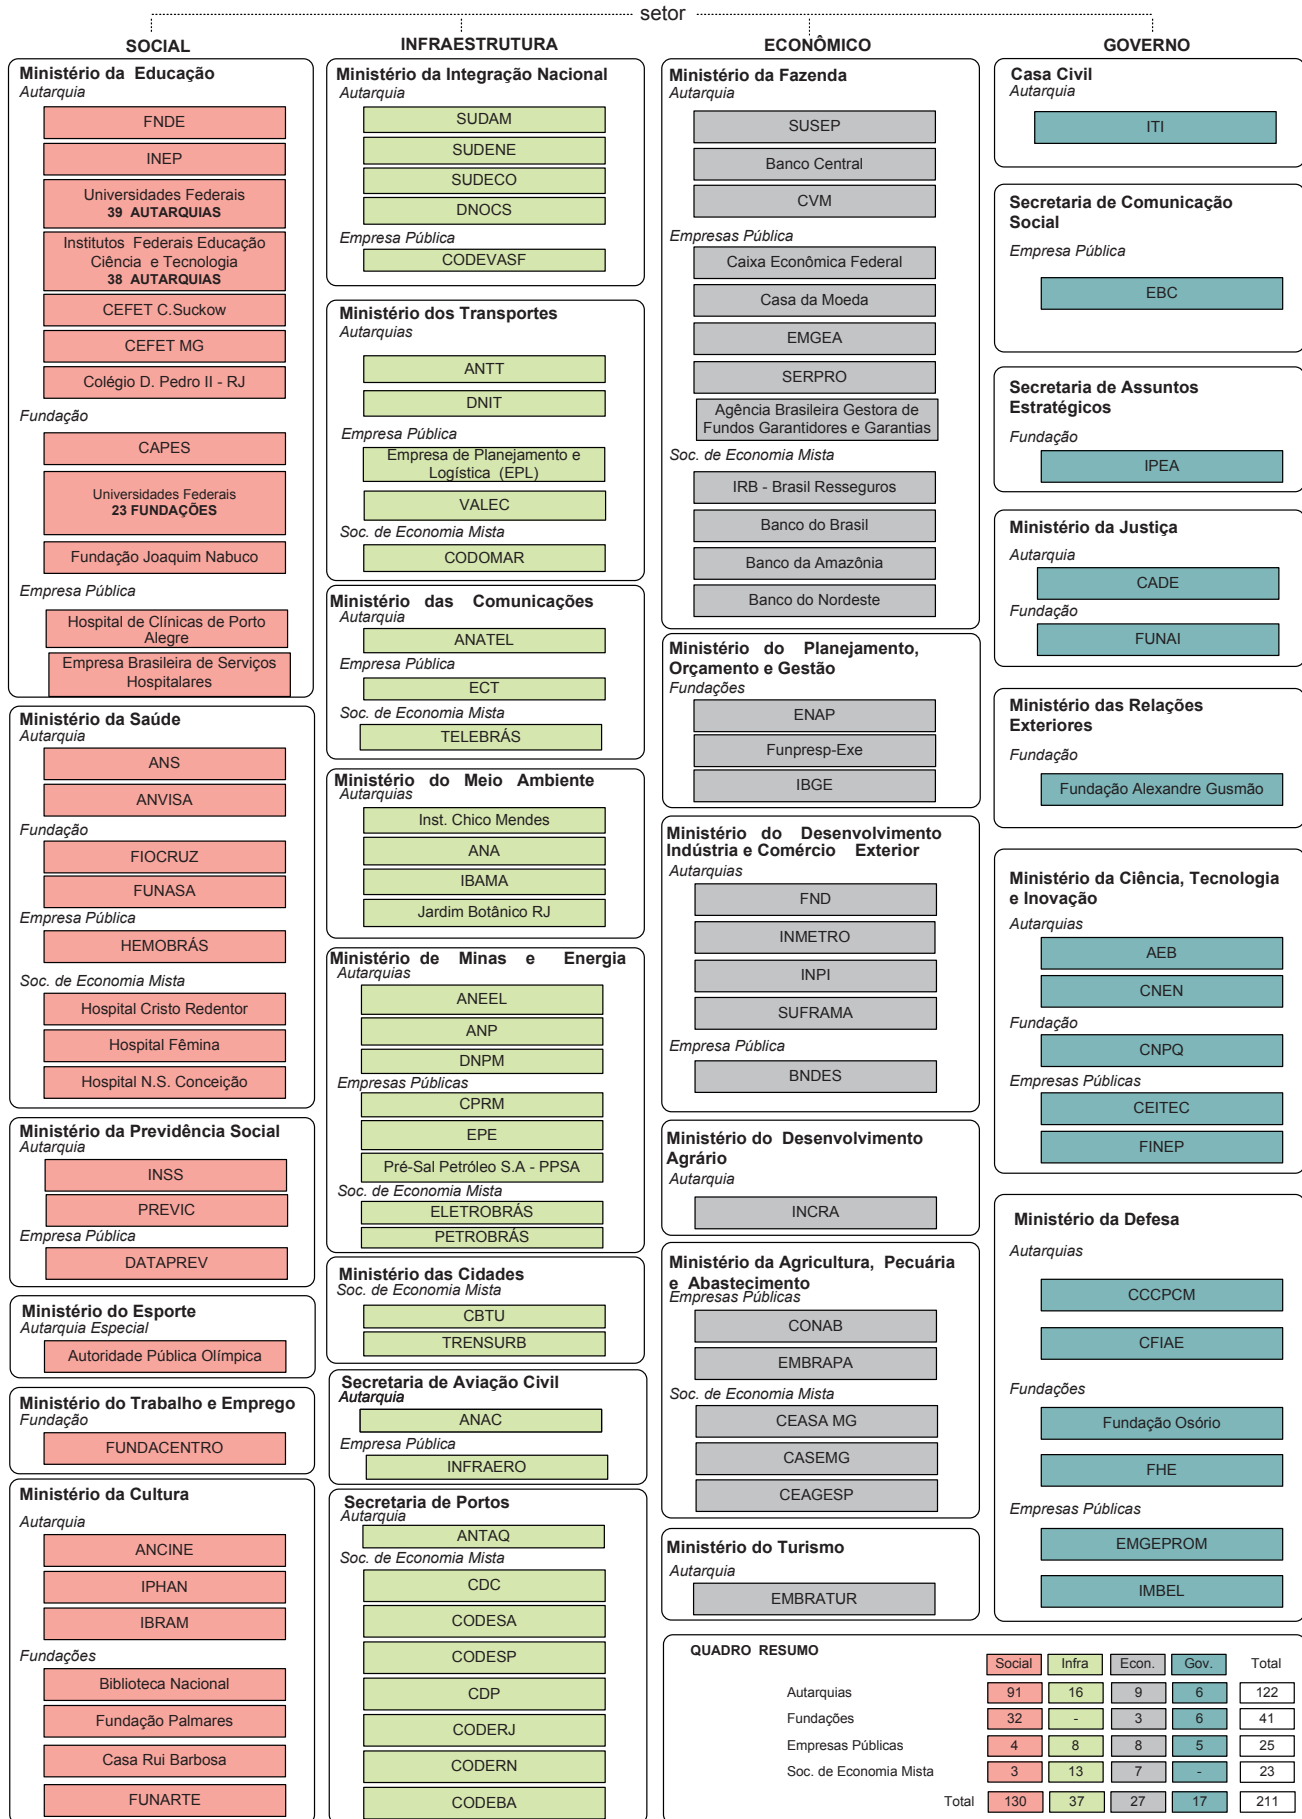 setor
SOCIAL
Ministério da Educação
Autarquia
FNDE
INEP
Universidades Federais
39 AUTARQUIAS
Institutos Federais Educação
Ciência e Tecnologia
38 AUTARQUIAS
CEFET C.Suckow
CEFET MG
Colégio D. Pedro II - RJ
Fundação
CAPES
Universidades Federais
23 FUNDAÇÕES
Fundação Joaquim Nabuco
Empresa Pública
Hospital de Clínicas de Porto
Alegre
Empresa Brasileira de Serviços
Hospitalares
Ministério da Saúde
Autarquia
ANS
ANVISA
Fundação
FIOCRUZ
FUNASA
Empresa Pública
HEMOBRÁS
Soc. de Economia Mista
Hospital Cristo Redentor
Hospital Fêmina
Hospital N.S. Conceição
Ministério da Previdência Social
Autarquia
INSS
PREVIC
Empresa Pública
DATAPREV
Ministério do Esporte
Autarquia Especial
Autoridade Pública Olímpica
Ministério do Trabalho e Emprego
Fundação
FUNDACENTRO
Ministério da Cultura
Autarquia
ANCINE
IPHAN
IBRAM
Fundações
Biblioteca Nacional
Fundação Palmares
Casa Rui Barbosa
FUNARTE
INFRAESTRUTURA
Ministério da Integração Nacional
Autarquia
SUDAM
SUDENE
SUDECO
DNOCS
Empresa Pública
CODEVASF
Ministério dos Transportes
Autarquias
ANTT
DNIT
Empresa Pública
Empresa de Planejamento e
Logística (EPL)
VALEC
Soc. de Economia Mista
CODOMAR
Ministério das Comunicações
Autarquia
ANATEL
Empresa Pública
ECT
Soc. de Economia Mista
TELEBRÁS
Ministério do Meio Ambiente
Autarquias
Inst. Chico Mendes
ANA
IBAMA
Jardim Botânico RJ
Ministério de Minas e Energia
Autarquias
ANEEL
ANP
DNPM
Empresas Públicas
CPRM
EPE
Pré-Sal Petróleo S.A - PPSA
Soc. de Economia Mista
ELETROBRÁS
PETROBRÁS
Ministério das Cidades
Soc. de Economia Mista
CBTU
TRENSURB
Secretaria de Aviação Civil
Autarquia
ANAC
Empresa Pública
INFRAERO
Secretaria de Portos
Autarquia
ANTAQ
Soc. de Economia Mista
CDC
CODESA
CODESP
CDP
CODERJ
CODERN
CODEBA
ECONÔMICO
Ministério da Fazenda
Autarquia
SUSEP
Banco Central
CVM
Empresas Pública
Caixa Econômica Federal
Casa da Moeda
EMGEA
SERPRO
Agência Brasileira Gestora de
Fundos Garantidores e Garantias
Soc. de Economia Mista
IRB - Brasil Resseguros
Banco do Brasil
Banco da Amazônia
Banco do Nordeste
Ministério do Planejamento,
Orçamento e Gestão
Fundações
ENAP
Funpresp-Exe
IBGE
Ministério do Desenvolvimento
Indústria e Comércio Exterior
Autarquias
FND
INMETRO
INPI
SUFRAMA
Empresa Pública
BNDES
Ministério do Desenvolvimento
Agrário
Autarquia
INCRA
Ministério da Agricultura, Pecuária
e Abastecimento
Empresas Públicas
CONAB
EMBRAPA
Soc. de Economia Mista
CEASA MG
CASEMG
CEAGESP
Ministério do Turismo
Autarquia
EMBRATUR
GOVERNO
Casa Civil
Autarquia
ITI
Secretaria de Comunicação
Social
Empresa Pública
EBC
Secretaria de Assuntos
Estratégicos
Fundação
IPEA
Ministério da Justiça
Autarquia
CADE
Fundação
FUNAI
Ministério das Relações
Exteriores
Fundação
Fundação Alexandre Gusmão
Ministério da Ciência, Tecnologia
e Inovação
Autarquias
AEB
CNEN
Fundação
CNPQ
Empresas Públicas
CEITEC
FINEP
Ministério da Defesa
Autarquias
CCCPCM
CFIAE
Fundações
Fundação Osório
FHE
Empresas Públicas
EMGEPROM
IMBEL
QUADRO RESUMO
Social Infra Econ. Gov. Total
Autarquias 91 16 9 6 122
Fundações 32 - 3 6 41
Empresas Públicas 4 8 8 5 25
Soc. de Economia Mista 3 13 7 - 23
Total 130 37 27 17 211